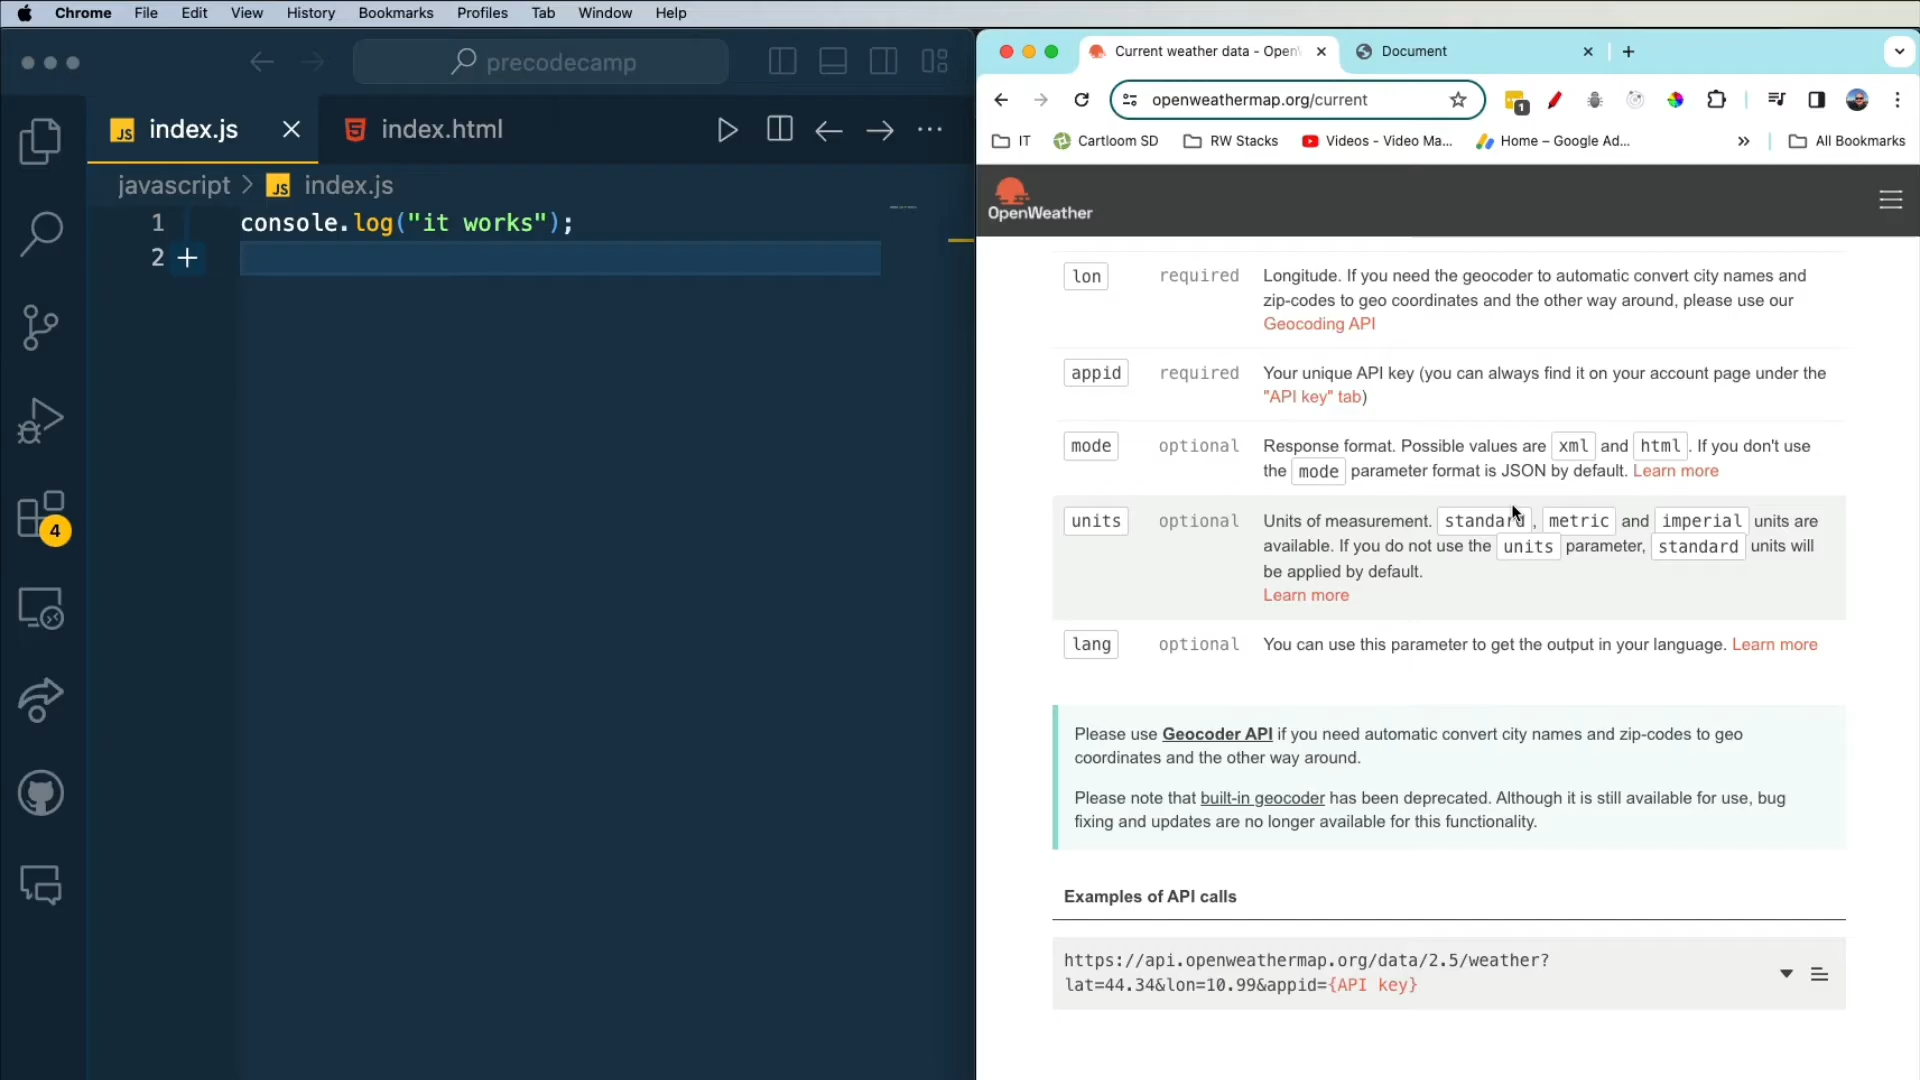 Chrome File Edit View History Bookmarks Profiles Tab Window Help
precodecamp
index.js index.html
javascript > index.js
1 console.log("it works");
2
4
Current weather data - Open
Document
openweathermap.org/current
1
IT Cartloom SD RW Stacks Videos - Video Ma... Home – Google Ad... » All Bookmarks
OpenWeather
lon required Longitude. If you need the geocoder to automatic convert city names and
zip-codes to geo coordinates and the other way around, please use our
Geocoding API
appid required Your unique API key (you can always find it on your account page under the
"API key" tab)
mode optional Response format. Possible values are xml and html. If you don't use
the mode parameter format is JSON by default. Learn more
units optional Units of measurement. standard, metric and imperial units are
available. If you do not use the units parameter, standard units will
be applied by default.
Learn more
lang optional You can use this parameter to get the output in your language. Learn more
Please use Geocoder API if you need automatic convert city names and zip-codes to geo
coordinates and the other way around.
Please note that built-in geocoder has been deprecated. Although it is still available for use, bug
fixing and updates are no longer available for this functionality.
Examples of API calls
https://api.openweathermap.org/data/2.5/weather?
lat=44.34&lon=10.99&appid={API key}